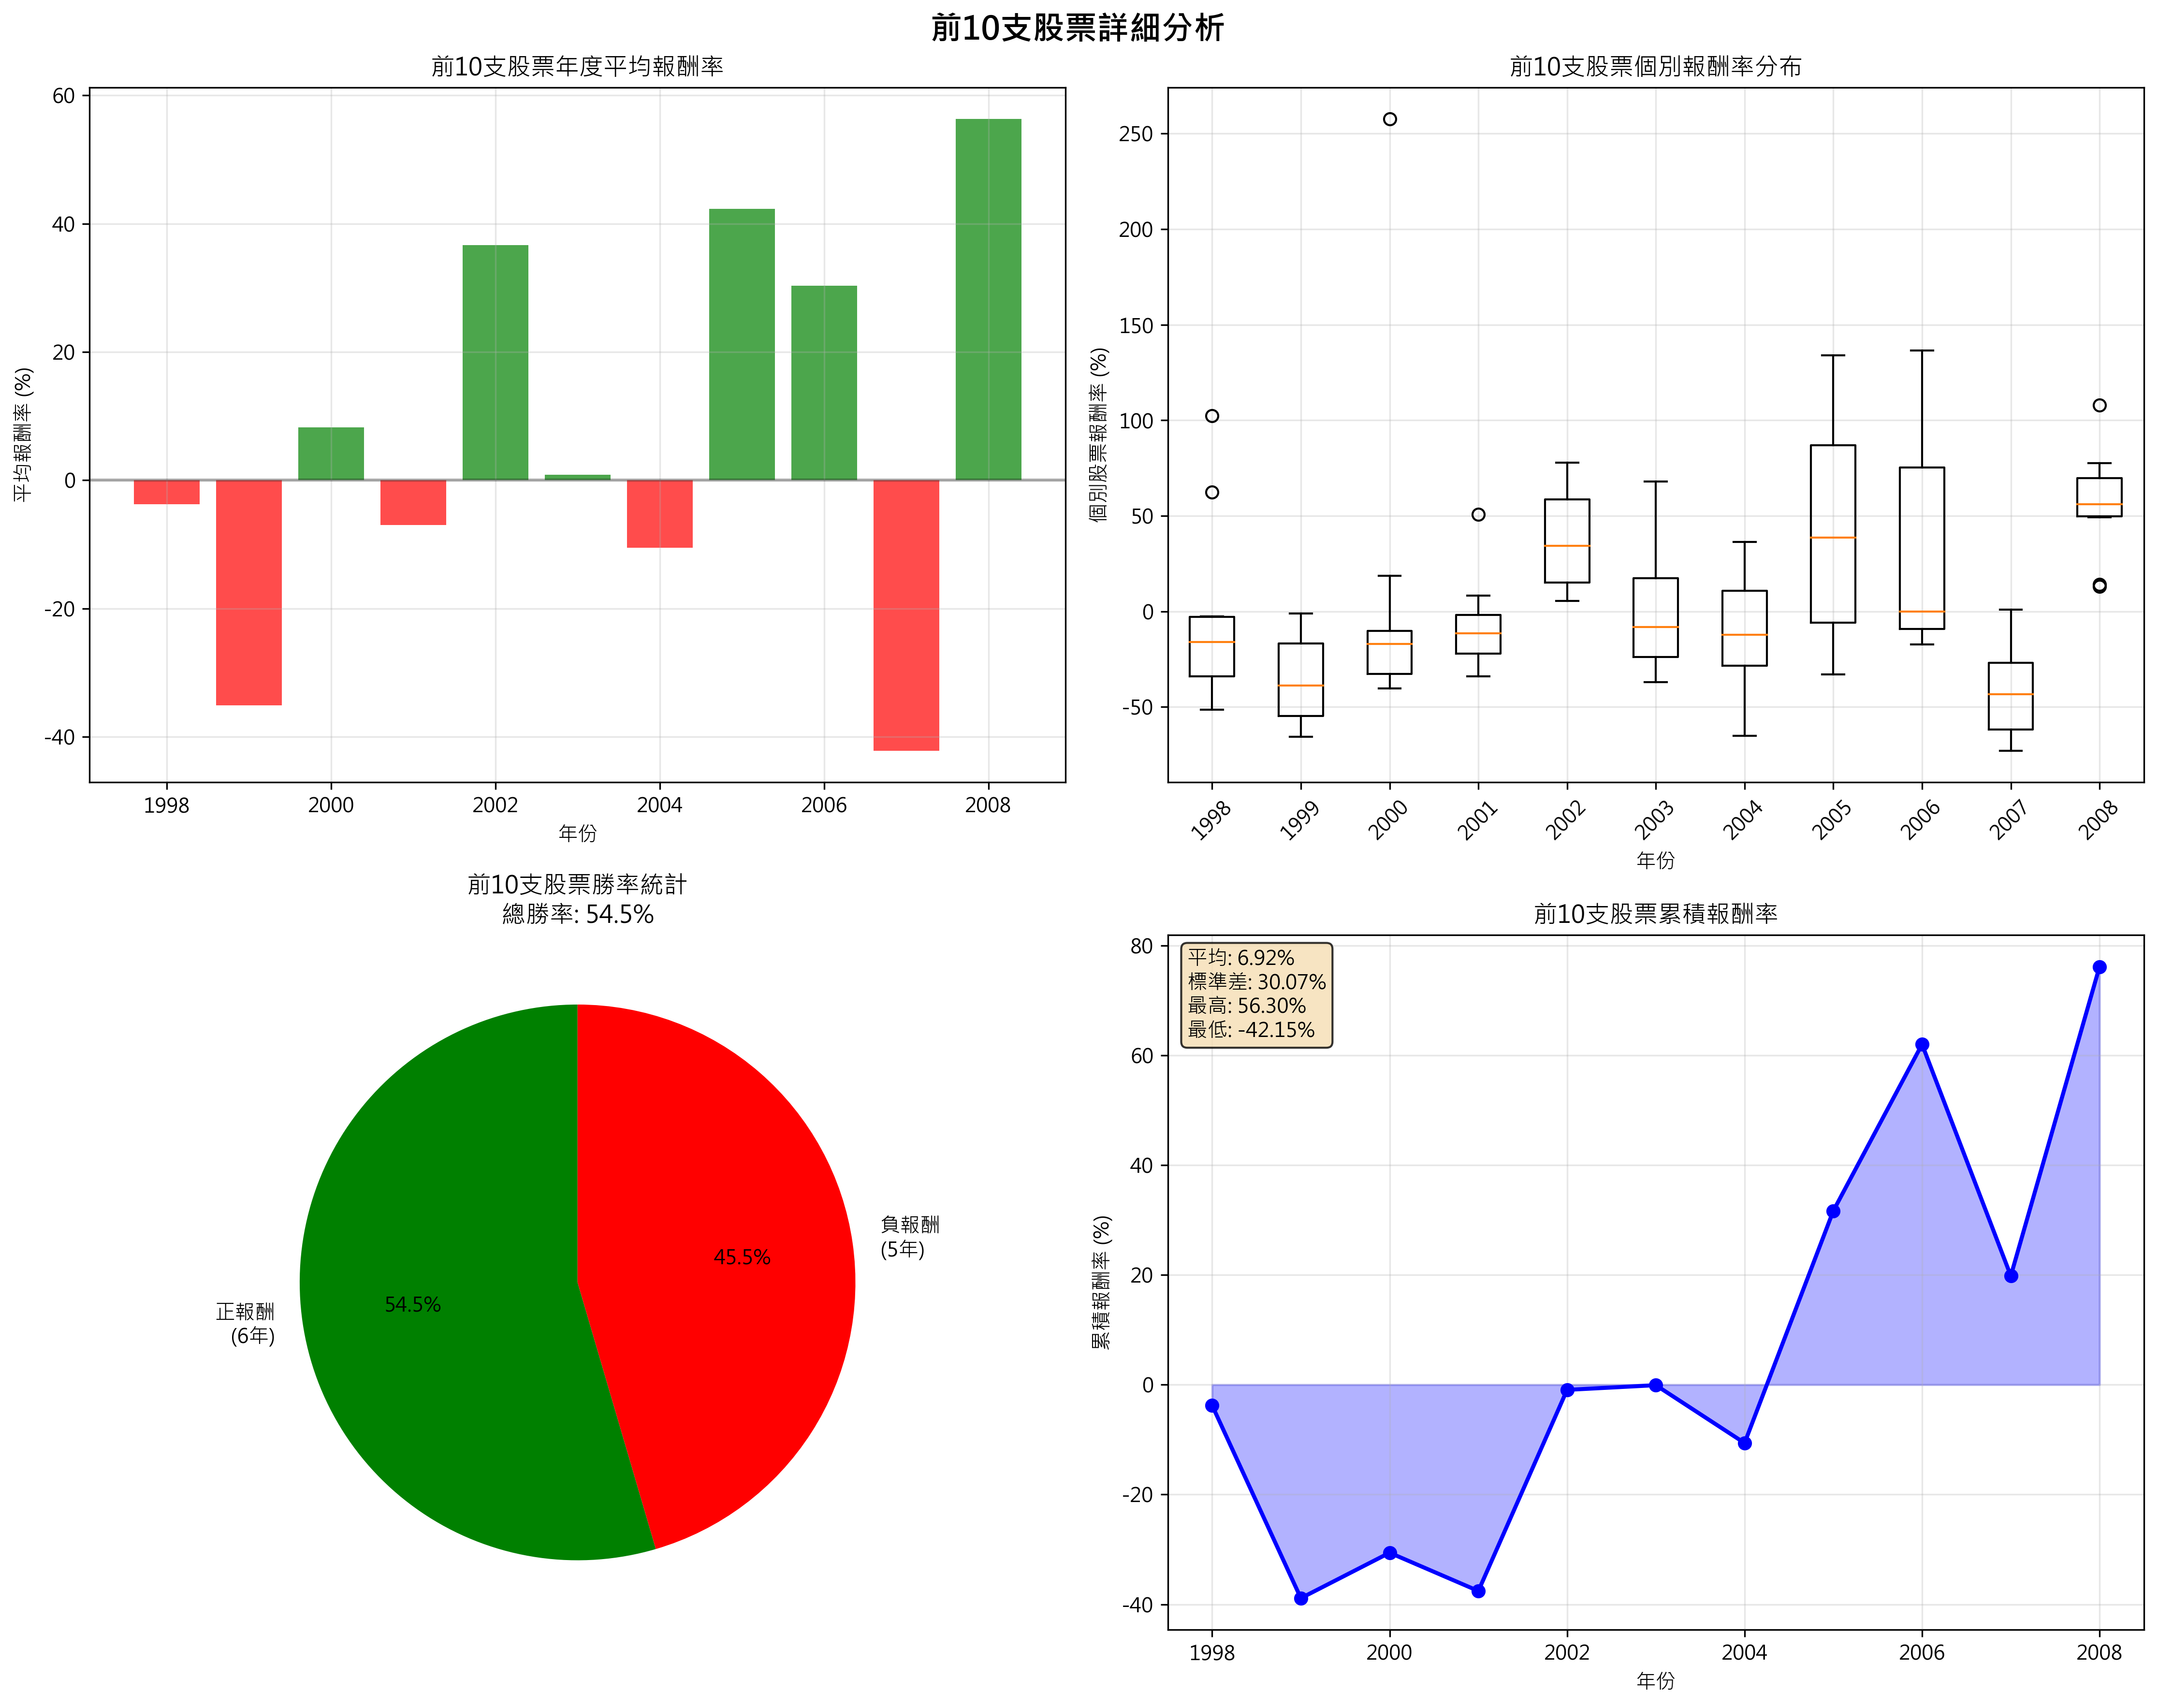 前10支股票詳細分析
前10支股票年度平均報酬率
平均報酬率 (%)
60
40
20
0
-20
-40
1998
2000
2002
2004
2006
2008
年份
前10支股票個別報酬率分布
個別股票報酬率 (%)
250
200
150
100
50
0
-50
1998
1999
2000
2001
2002
2003
2004
2005
2006
2007
2008
年份
前10支股票勝率統計
總勝率: 54.5%
正報酬
(6年)
54.5%
45.5%
負報酬
(5年)
前10支股票累積報酬率
累積報酬率 (%)
80
60
40
20
0
-20
-40
平均: 6.92%
標準差: 30.07%
最高: 56.30%
最低: -42.15%
1998
2000
2002
2004
2006
2008
年份